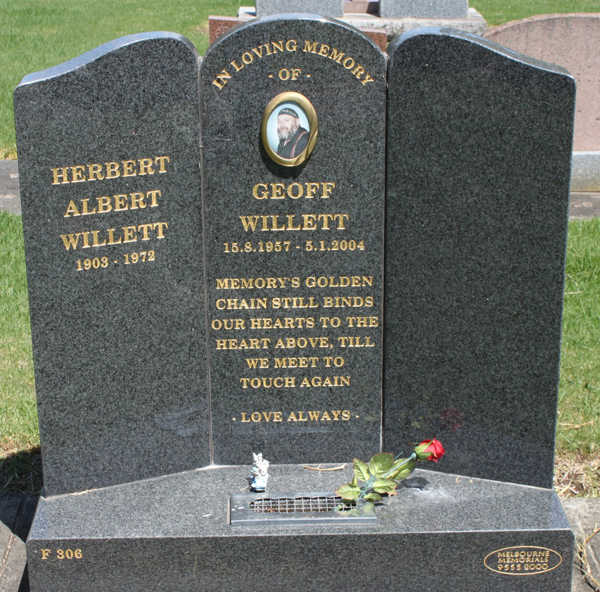 HERBERT
ALBERT
WILLETT
1903 - 1972
IN LOVING MEMORY
- OF -
GEOFF
WILLETT
15.8.1957 - 5.1.2004
MEMORY'S GOLDEN
CHAIN STILL BINDS
OUR HEARTS TO THE
HEART ABOVE, TILL
WE MEET TO
TOUCH AGAIN
- LOVE ALWAYS -
F 306
MELBOURNE
MEMORIALS
9555 2000